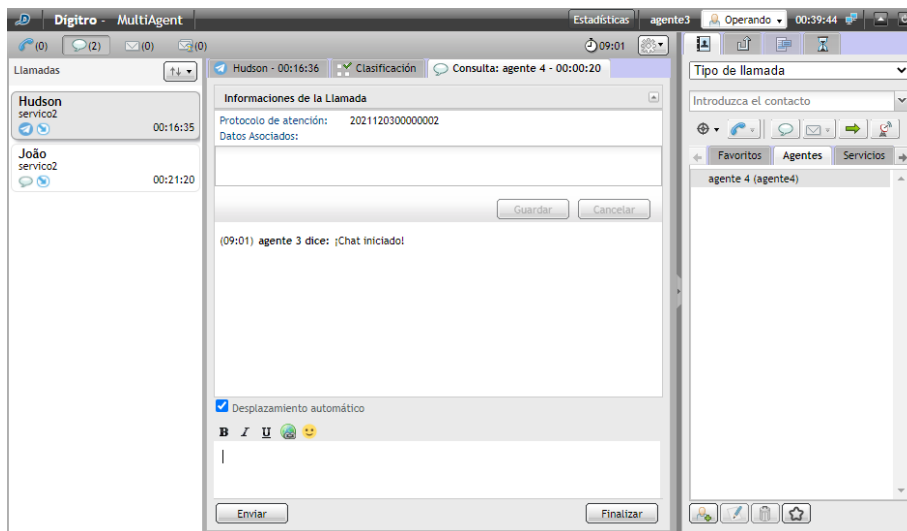 Dígitro - MultiAgent
Estadísticas agente3 Operando 00:39:44
(0) (2) (0) (0)
09:01
Llamadas
Hudson
servico2
00:16:35
João
servico2
00:21:20
Hudson - 00:16:36 Clasificación Consulta: agente 4 - 00:00:20
Informaciones de la Llamada
Protocolo de atención: 2021120300000002
Datos Asociados:
Guardar Cancelar
(09:01) agente 3 dice: ¡Chat iniciado!
Desplazamiento automático
B I U
Enviar Finalizar
Tipo de llamada
Introduzca el contacto
Favoritos Agentes Servicios
agente 4 (agente4)